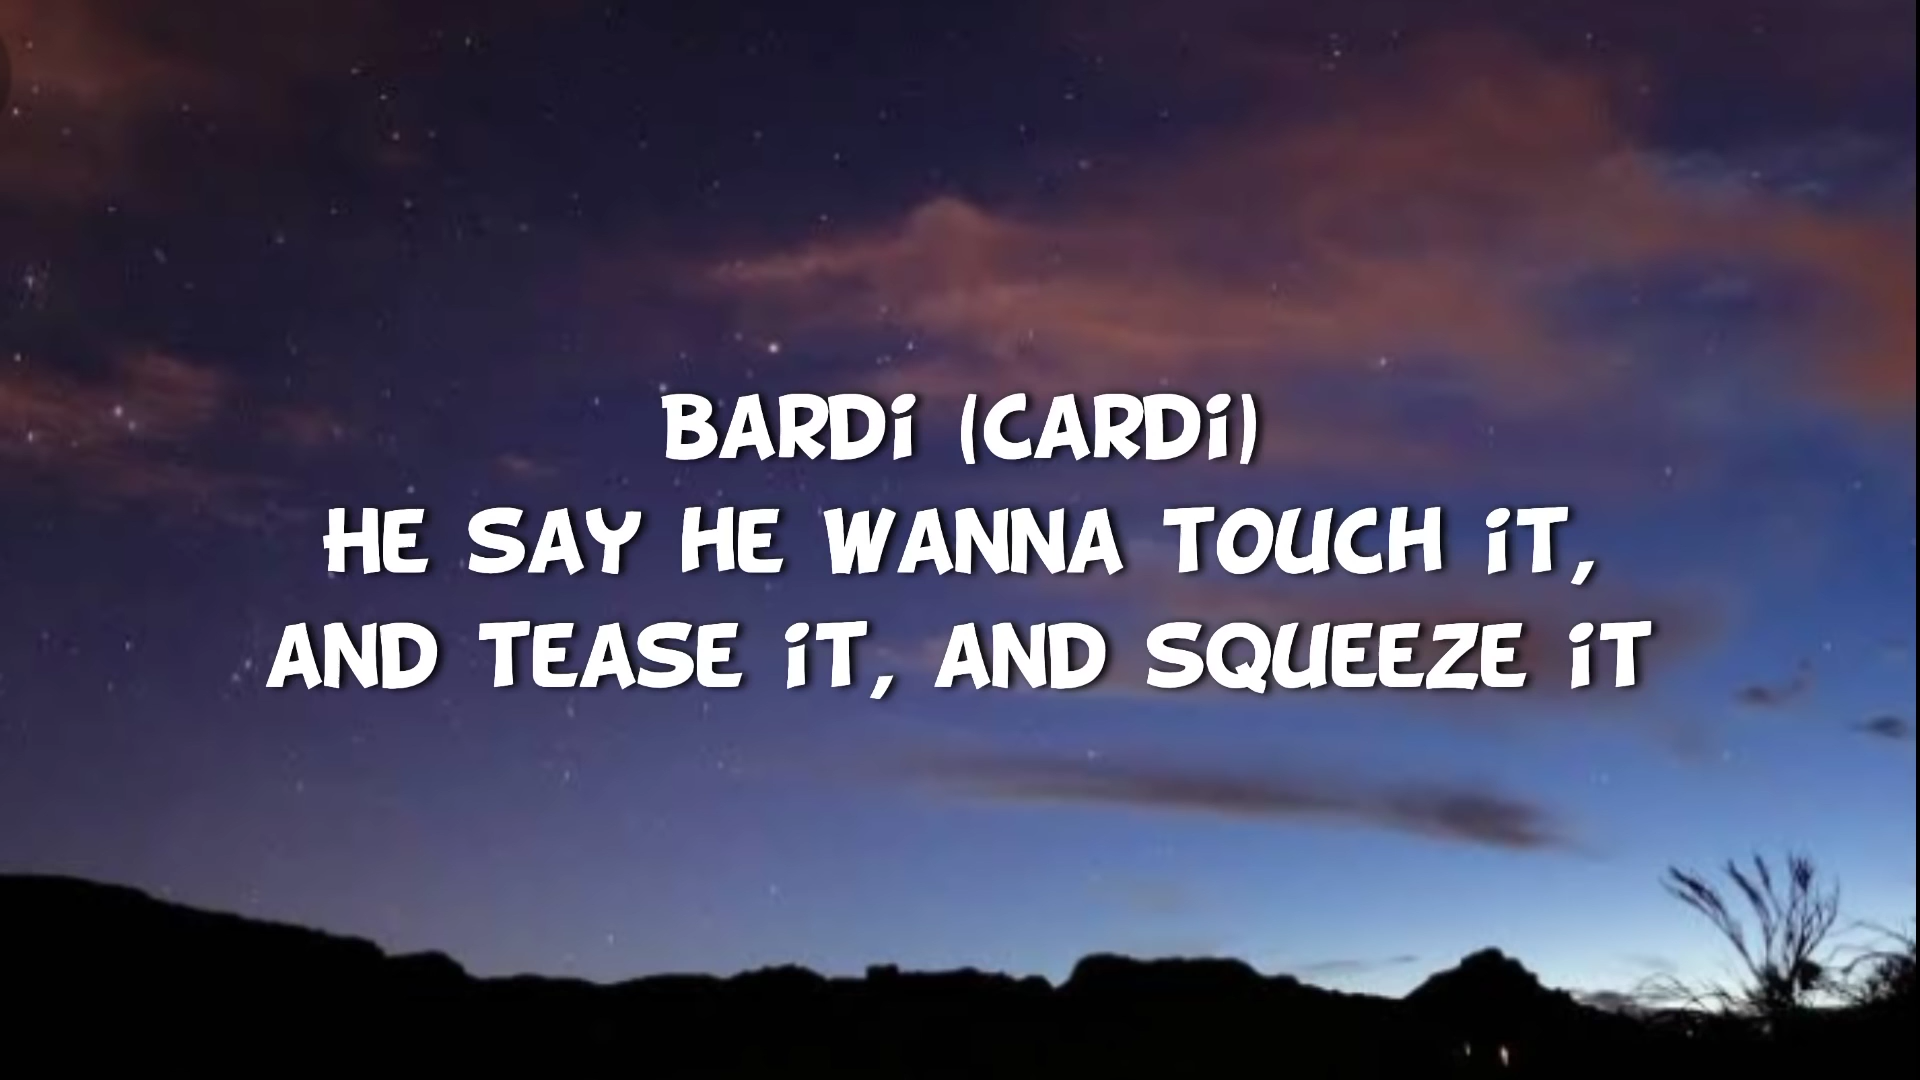 BARDi (CARDi)
HE SAY HE WANNA TOUCH iT,
AND TEASE iT, AND SQUEEZE iT